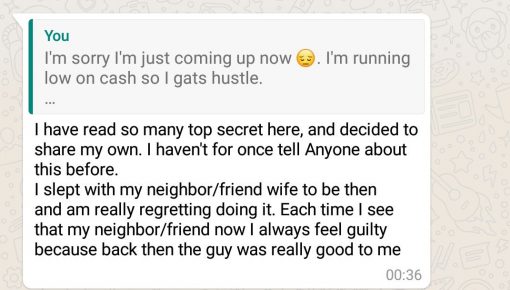 You
I'm sorry I'm just coming up now 😔. I'm running
low on cash so I gats hustle.
...
I have read so many top secret here, and decided to
share my own. I haven't for once tell Anyone about
this before.
I slept with my neighbor/friend wife to be then
and am really regretting doing it. Each time I see
that my neighbor/friend now I always feel guilty
because back then the guy was really good to me
00:36